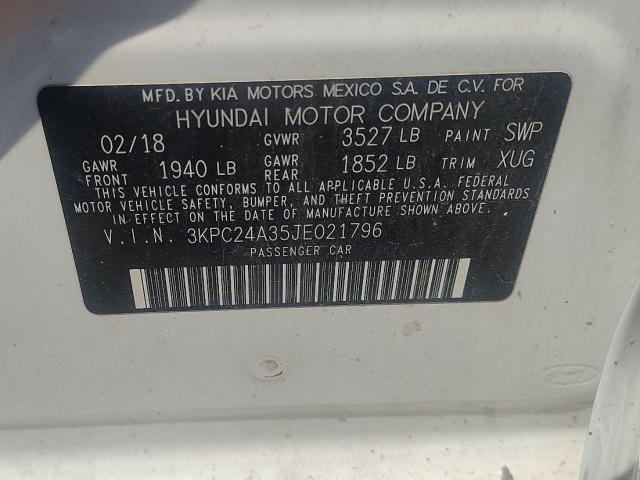 MFD. BY KIA MOTORS MEXICO S.A. DE C.V. FOR
HYUNDAI MOTOR COMPANY
02/18 GVWR 3527 LB PAINT SWP
GAWR FRONT 1940 LB GAWR REAR 1852 LB TRIM XUG
THIS VEHICLE CONFORMS TO ALL APPLICABLE U.S.A. FEDERAL
MOTOR VEHICLE SAFETY, BUMPER, AND THEFT PREVENTION STANDARDS
IN EFFECT ON THE DATE OF MANUFACTURE SHOWN ABOVE.
V.I.N. 3KPC24A35JE021796
PASSENGER CAR